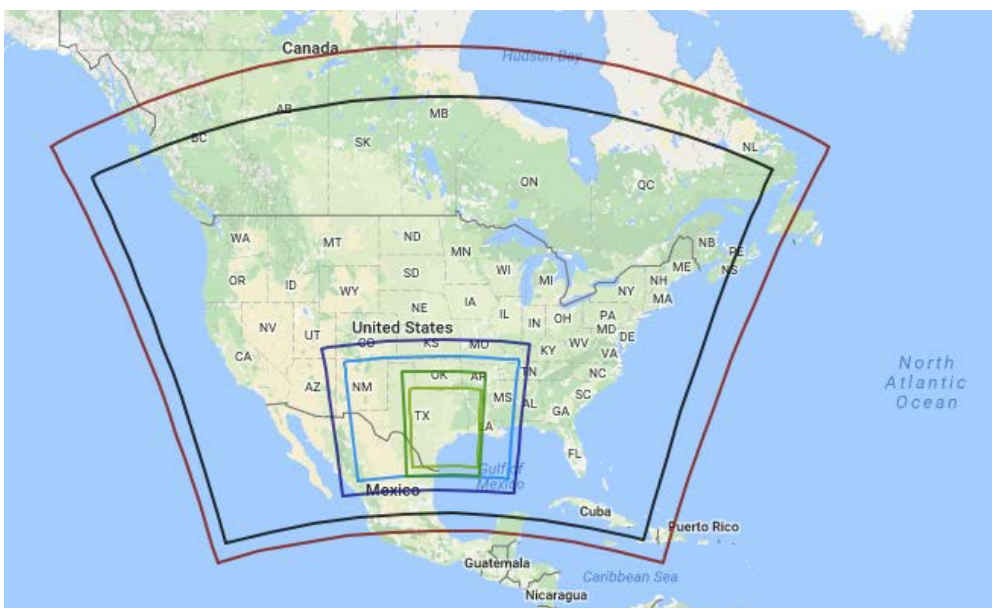 Canada
Hudson Bay
AB
MB
BC
SK
NL
ON
QC
WA
MT
ND
MN
NB
PE
OR
ID
SD
WI
MI
ME
NS
WY
NH
NY
MA
NE
IA
IL
IN
OH
PA
MD
DE
NV
UT
United States
CO
KS
MO
KY
WV
VA
CA
North
Atlantic
Ocean
AZ
NM
OK
AR
TN
NC
MS
AL
SC
GA
TX
LA
FL
Gulf of
Mexico
Mexico
Cuba
Puerto Rico
Guatemala
Caribbean Sea
Nicaragua